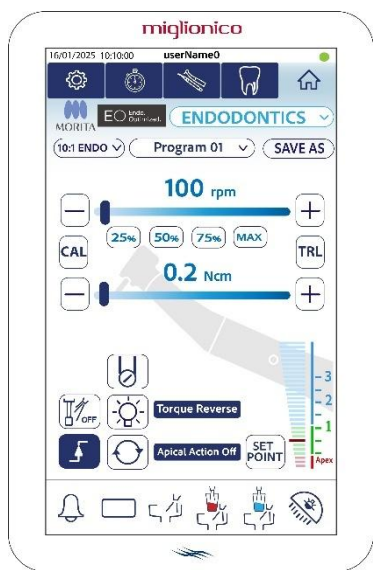 miglionico
16/01/2025 10:10:00 userName0
MORITA EO Endo. Optimized. ENDODONTICS
10:1 ENDO Program 01 SAVE AS
100 rpm
25% 50% 75% MAX
CAL TRL
0.2 Ncm
3
2
OFF Torque Reverse
1
Apical Action Off SET POINT
Apex